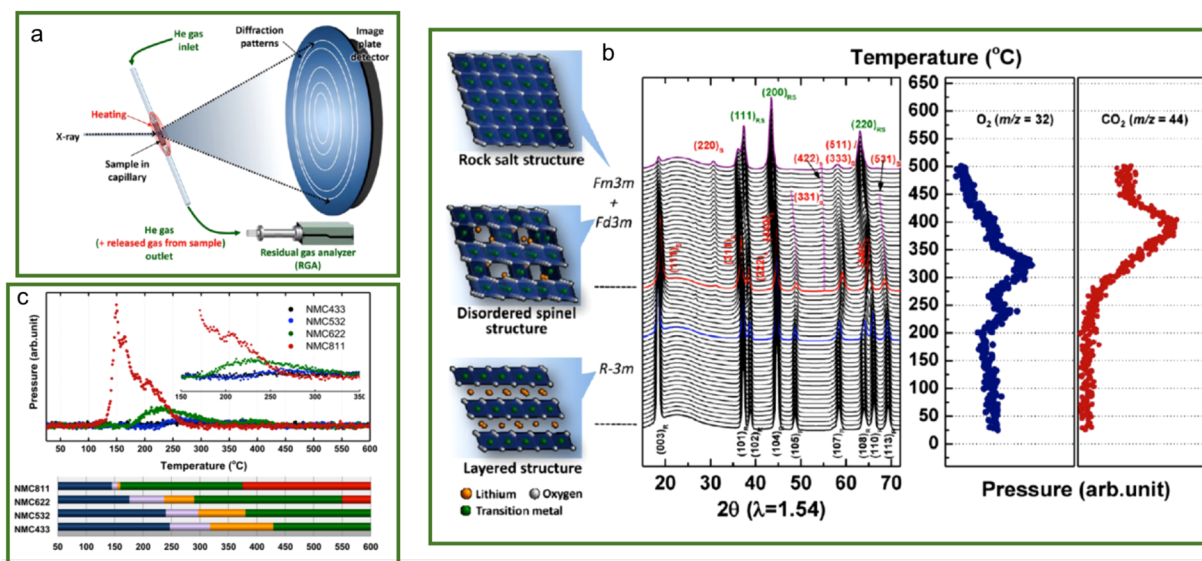 a
He gas
inlet
Heating
X-ray
Sample in
capillary
Diffraction
patterns
Image
plate
detector
He gas
(+ released gas from sample)
outlet
Residual gas analyzer
(RGA)
b
Rock salt structure
Disordered spinel
structure
Layered structure
Lithium
Oxygen
Transition metal
Fm3m
+
Fd3m
R-3m
(111)RS
(200)RS
(220)RS
(220)S
(422)S
(511) /
(333)S
(531)S
(331)S
(003)R
(101)R
(102)R
(104)R
(105)R
(107)R
(108)R
(110)R
(113)R
20 30 40 50 60 70
2θ (λ=1.54)
Temperature (°C)
650
600
550
500
450
400
350
300
250
200
150
100
50
0
O₂ (m/z = 32)
CO₂ (m/z = 44)
Pressure (arb.unit)
c
Pressure (arb.unit)
NMC433
NMC532
NMC622
NMC811
150 200 250 300 350
50 100 150 200 250 300 350 400 450 500 550 600
Temperature (°C)
NMC811
NMC622
NMC532
NMC433
50 100 150 200 250 300 350 400 450 500 550 600